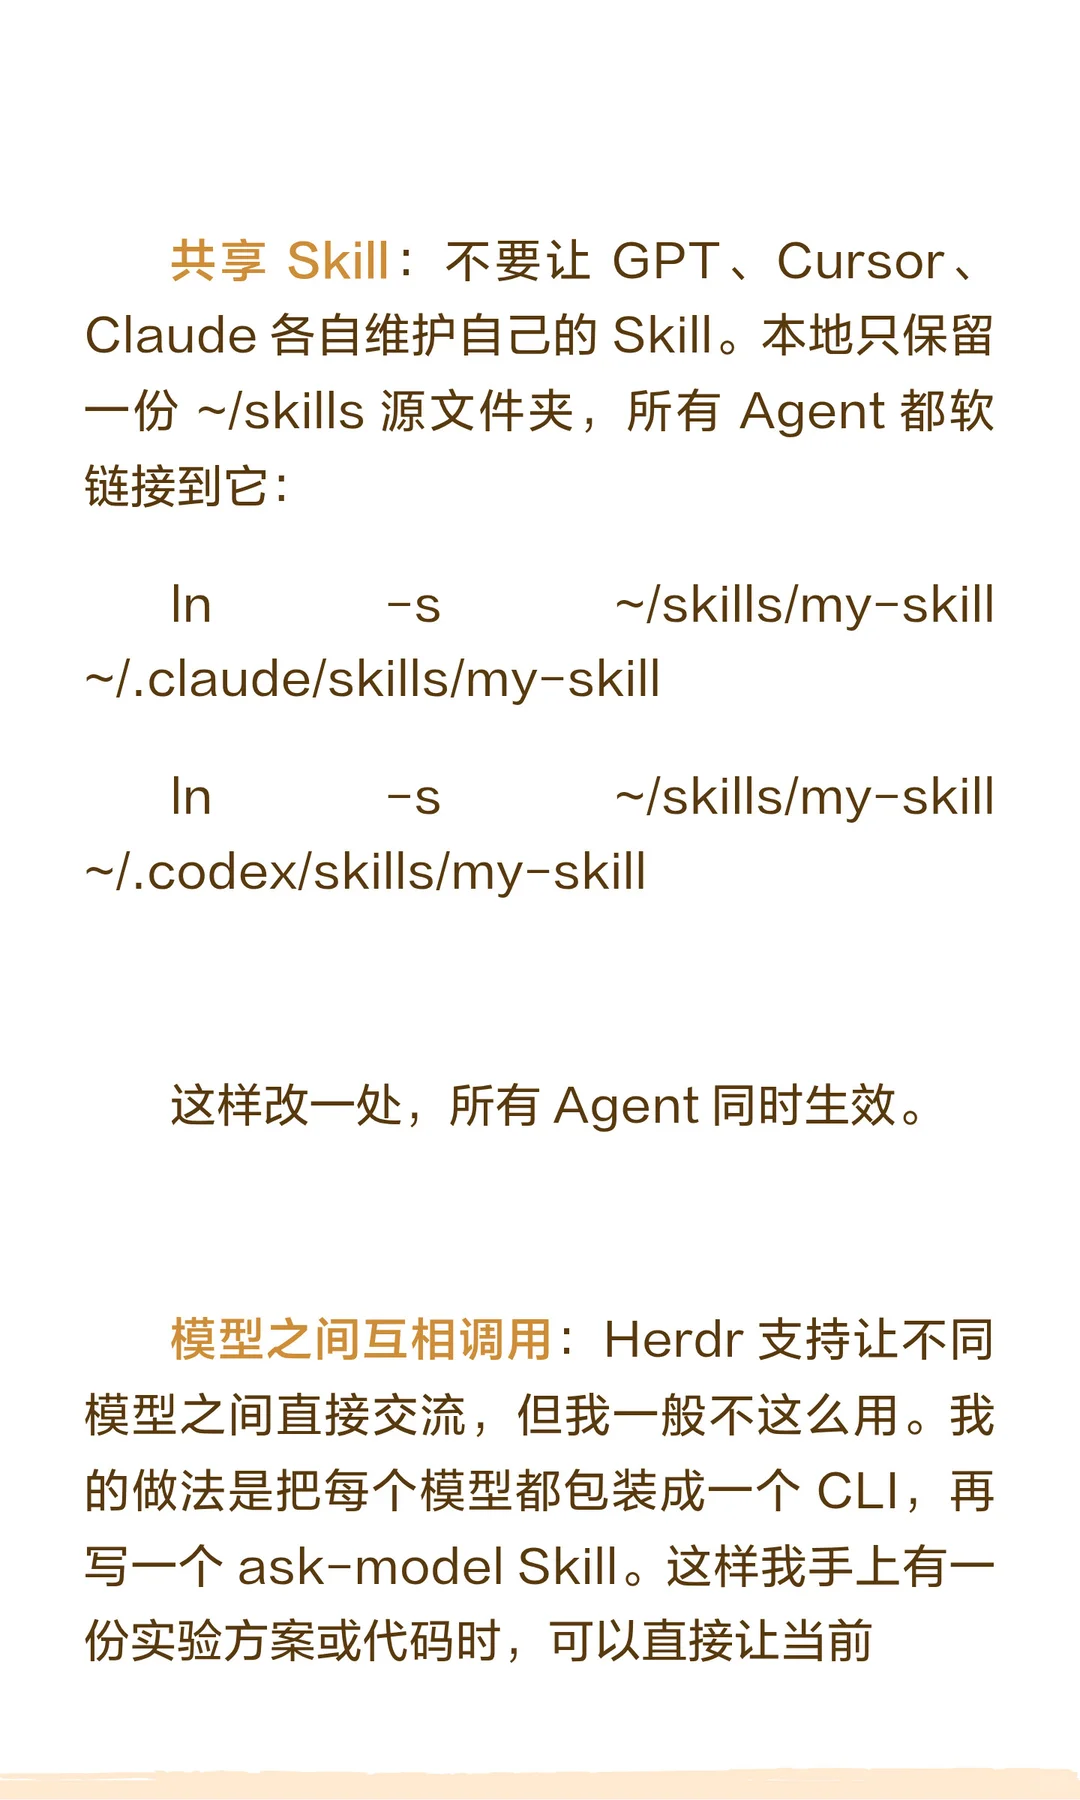 共享 Skill：不要让 GPT、Cursor、
Claude 各自维护自己的 Skill。本地只保留
一份 ~/skills 源文件夹，所有 Agent 都软
链接到它：
ln -s ~/skills/my-skill
~/.claude/skills/my-skill
ln -s ~/skills/my-skill
~/.codex/skills/my-skill
这样改一处，所有 Agent 同时生效。
模型之间互相调用：Herdr 支持让不同
模型之间直接交流，但我一般不这么用。我
的做法是把每个模型都包装成一个 CLI，再
写一个 ask-model Skill。这样我手上有一
份实验方案或代码时，可以直接让当前